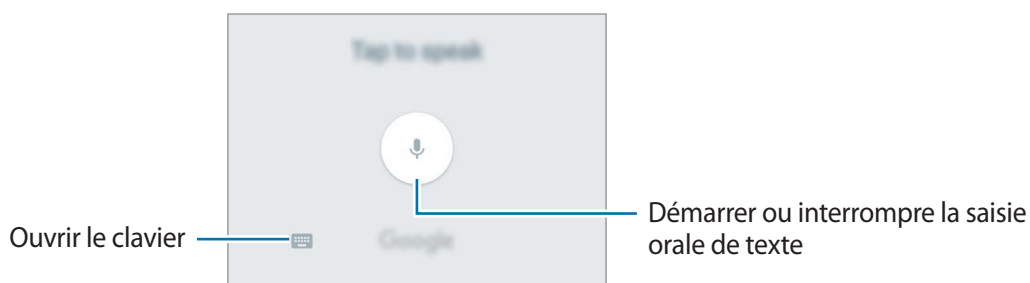 Tap to speak
Ouvrir le clavier
Google
Démarrer ou interrompre la saisie
orale de texte